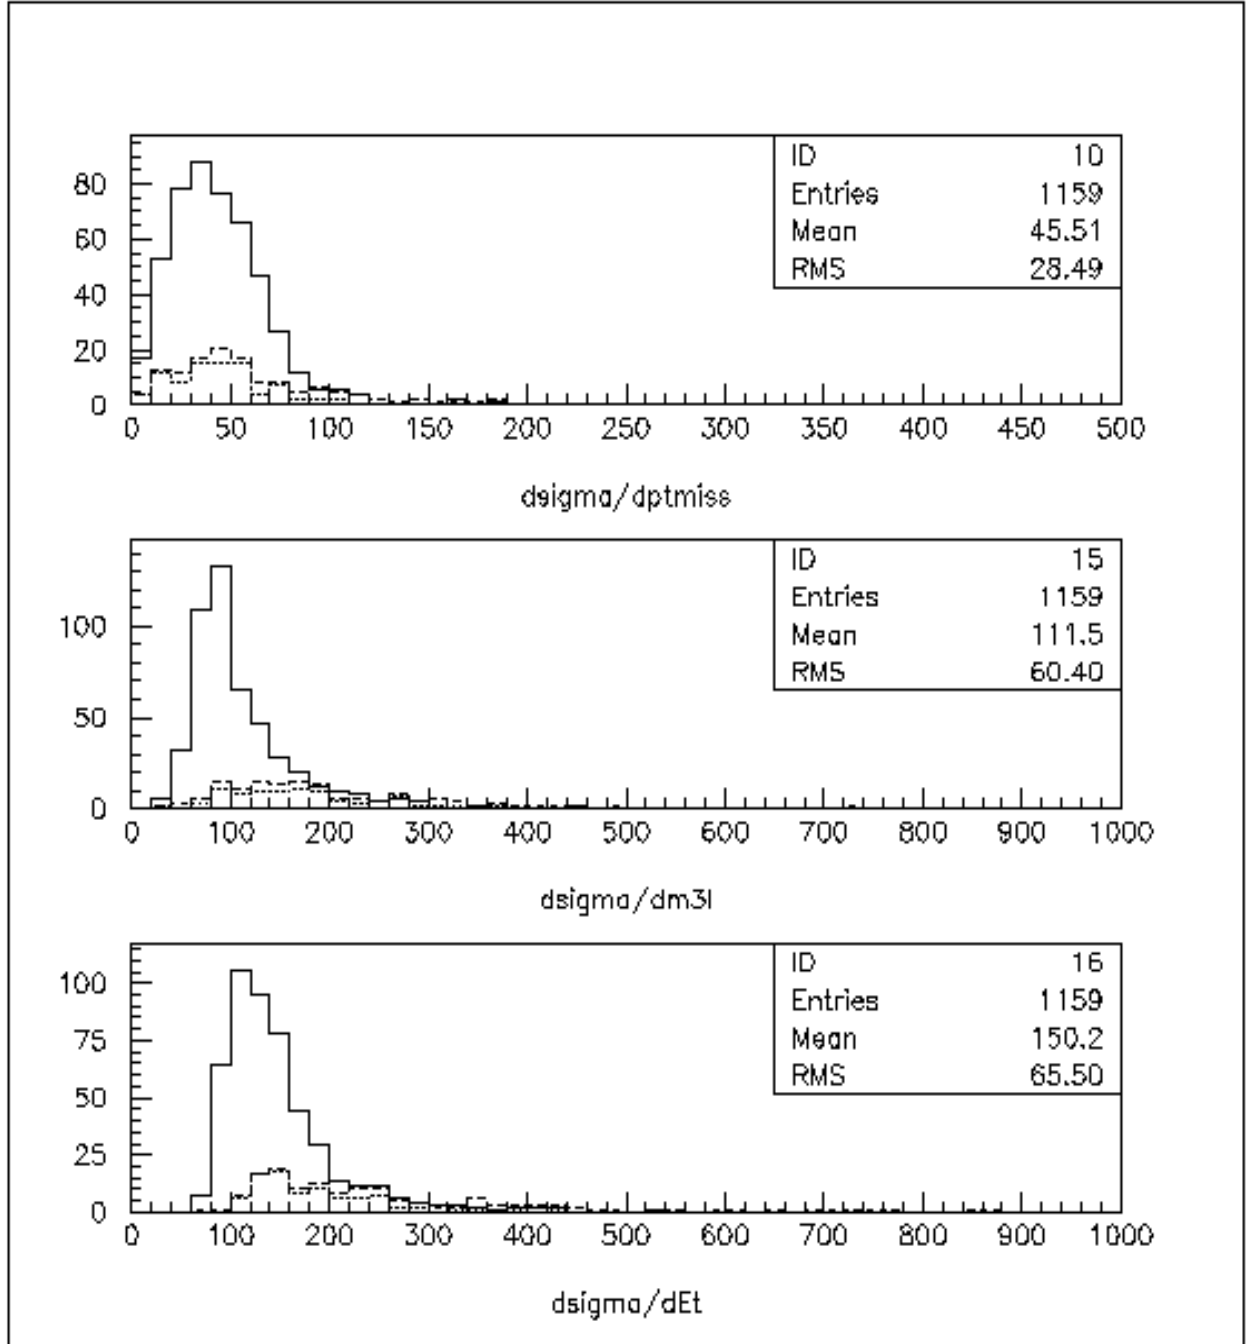 ID 10
Entries 1159
Mean 45.51
RMS 28.49
80
60
40
20
0
0 50 100 150 200 250 300 350 400 450 500
dsigma/dptmiss
ID 15
Entries 1159
Mean 111.5
RMS 60.40
100
50
0
0 100 200 300 400 500 600 700 800 900 1000
dsigma/dm3l
ID 16
Entries 1159
Mean 150.2
RMS 65.50
100
75
50
25
0
0 100 200 300 400 500 600 700 800 900 1000
dsigma/dEt